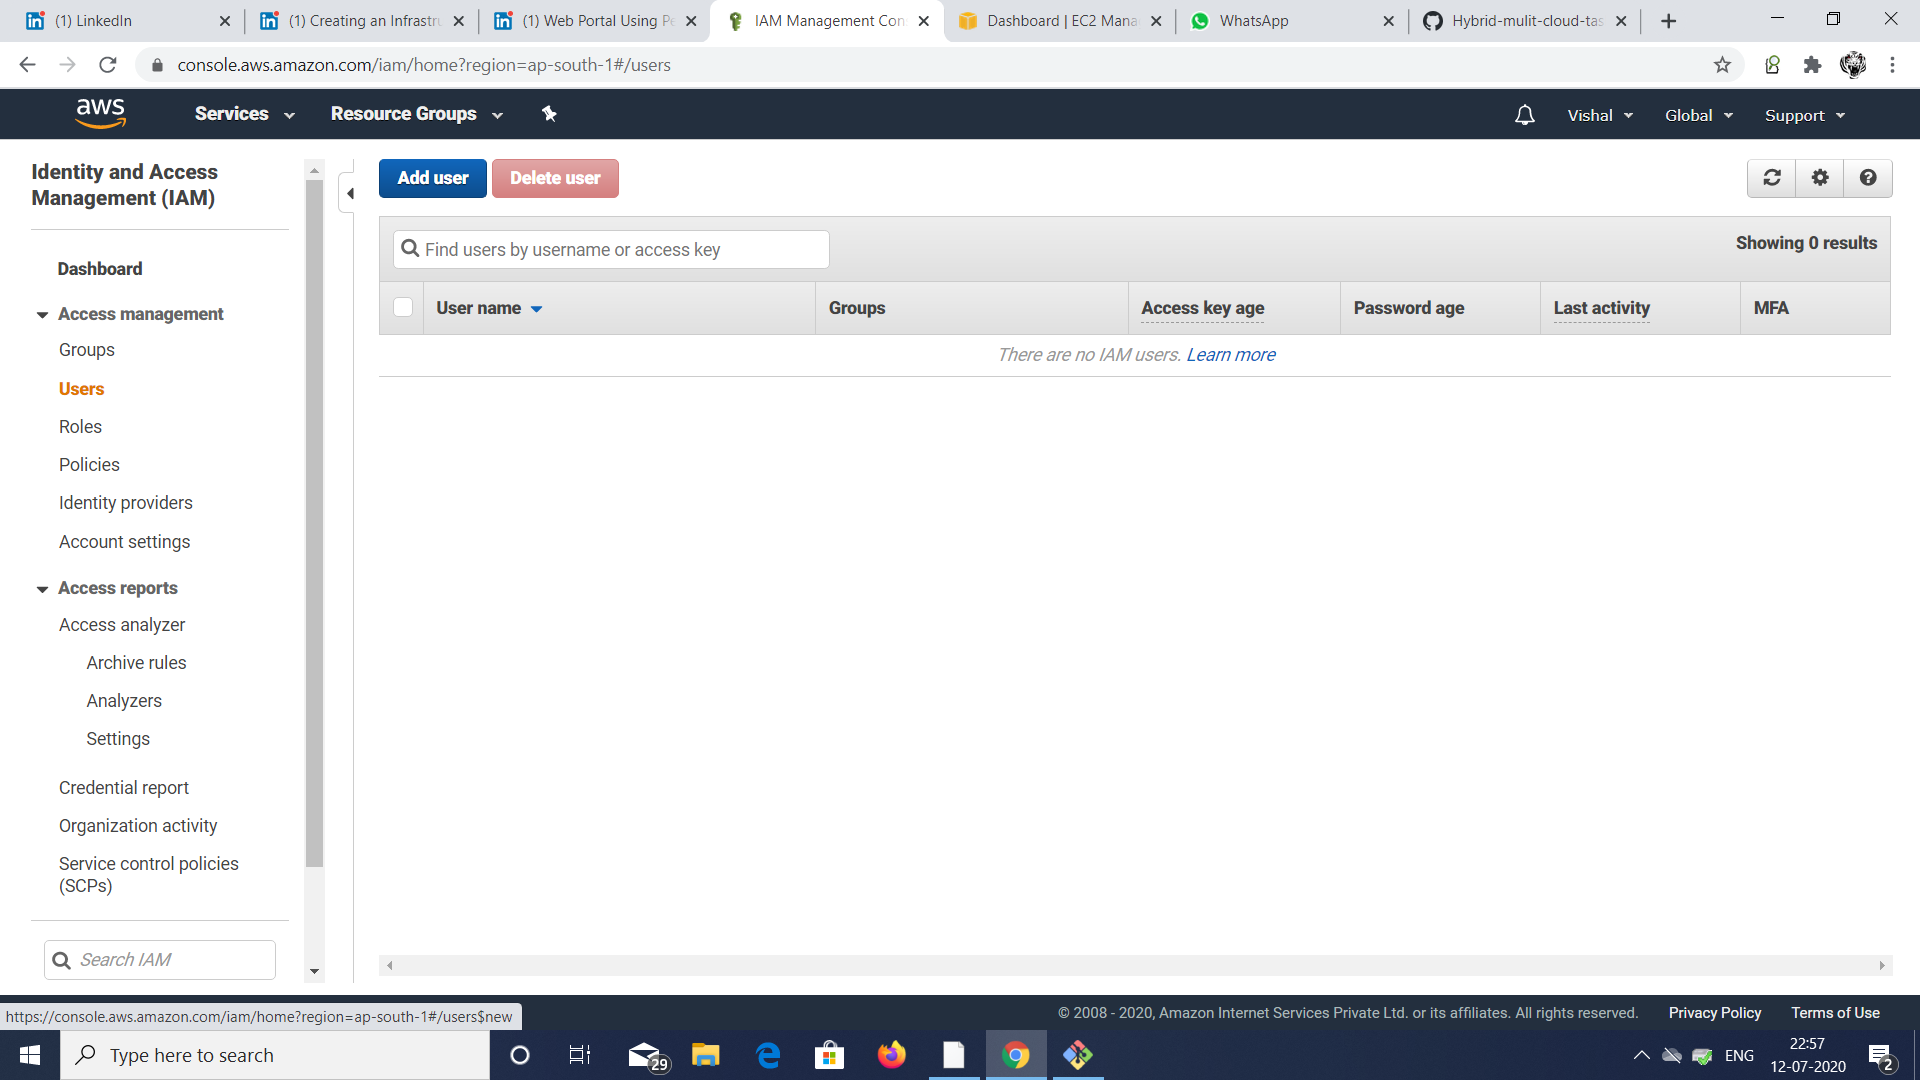 (1) LinkedIn
(1) Creating an Infrastru
(1) Web Portal Using Pe
IAM Management Con
Dashboard | EC2 Mana
WhatsApp
Hybrid-mulit-cloud-tas
console.aws.amazon.com/iam/home?region=ap-south-1#/users
aws
Services
Resource Groups
Vishal
Global
Support
Identity and Access
Management (IAM)
Dashboard
Access management
Groups
Users
Roles
Policies
Identity providers
Account settings
Access reports
Access analyzer
Archive rules
Analyzers
Settings
Credential report
Organization activity
Service control policies
(SCPs)
Search IAM
Add user
Delete user
Find users by username or access key
Showing 0 results
User name
Groups
Access key age
Password age
Last activity
MFA
There are no IAM users. Learn more
https://console.aws.amazon.com/iam/home?region=ap-south-1#/users$new
© 2008 - 2020, Amazon Internet Services Private Ltd. or its affiliates. All rights reserved.
Privacy Policy
Terms of Use
Type here to search
29
ENG
22:57
12-07-2020
2